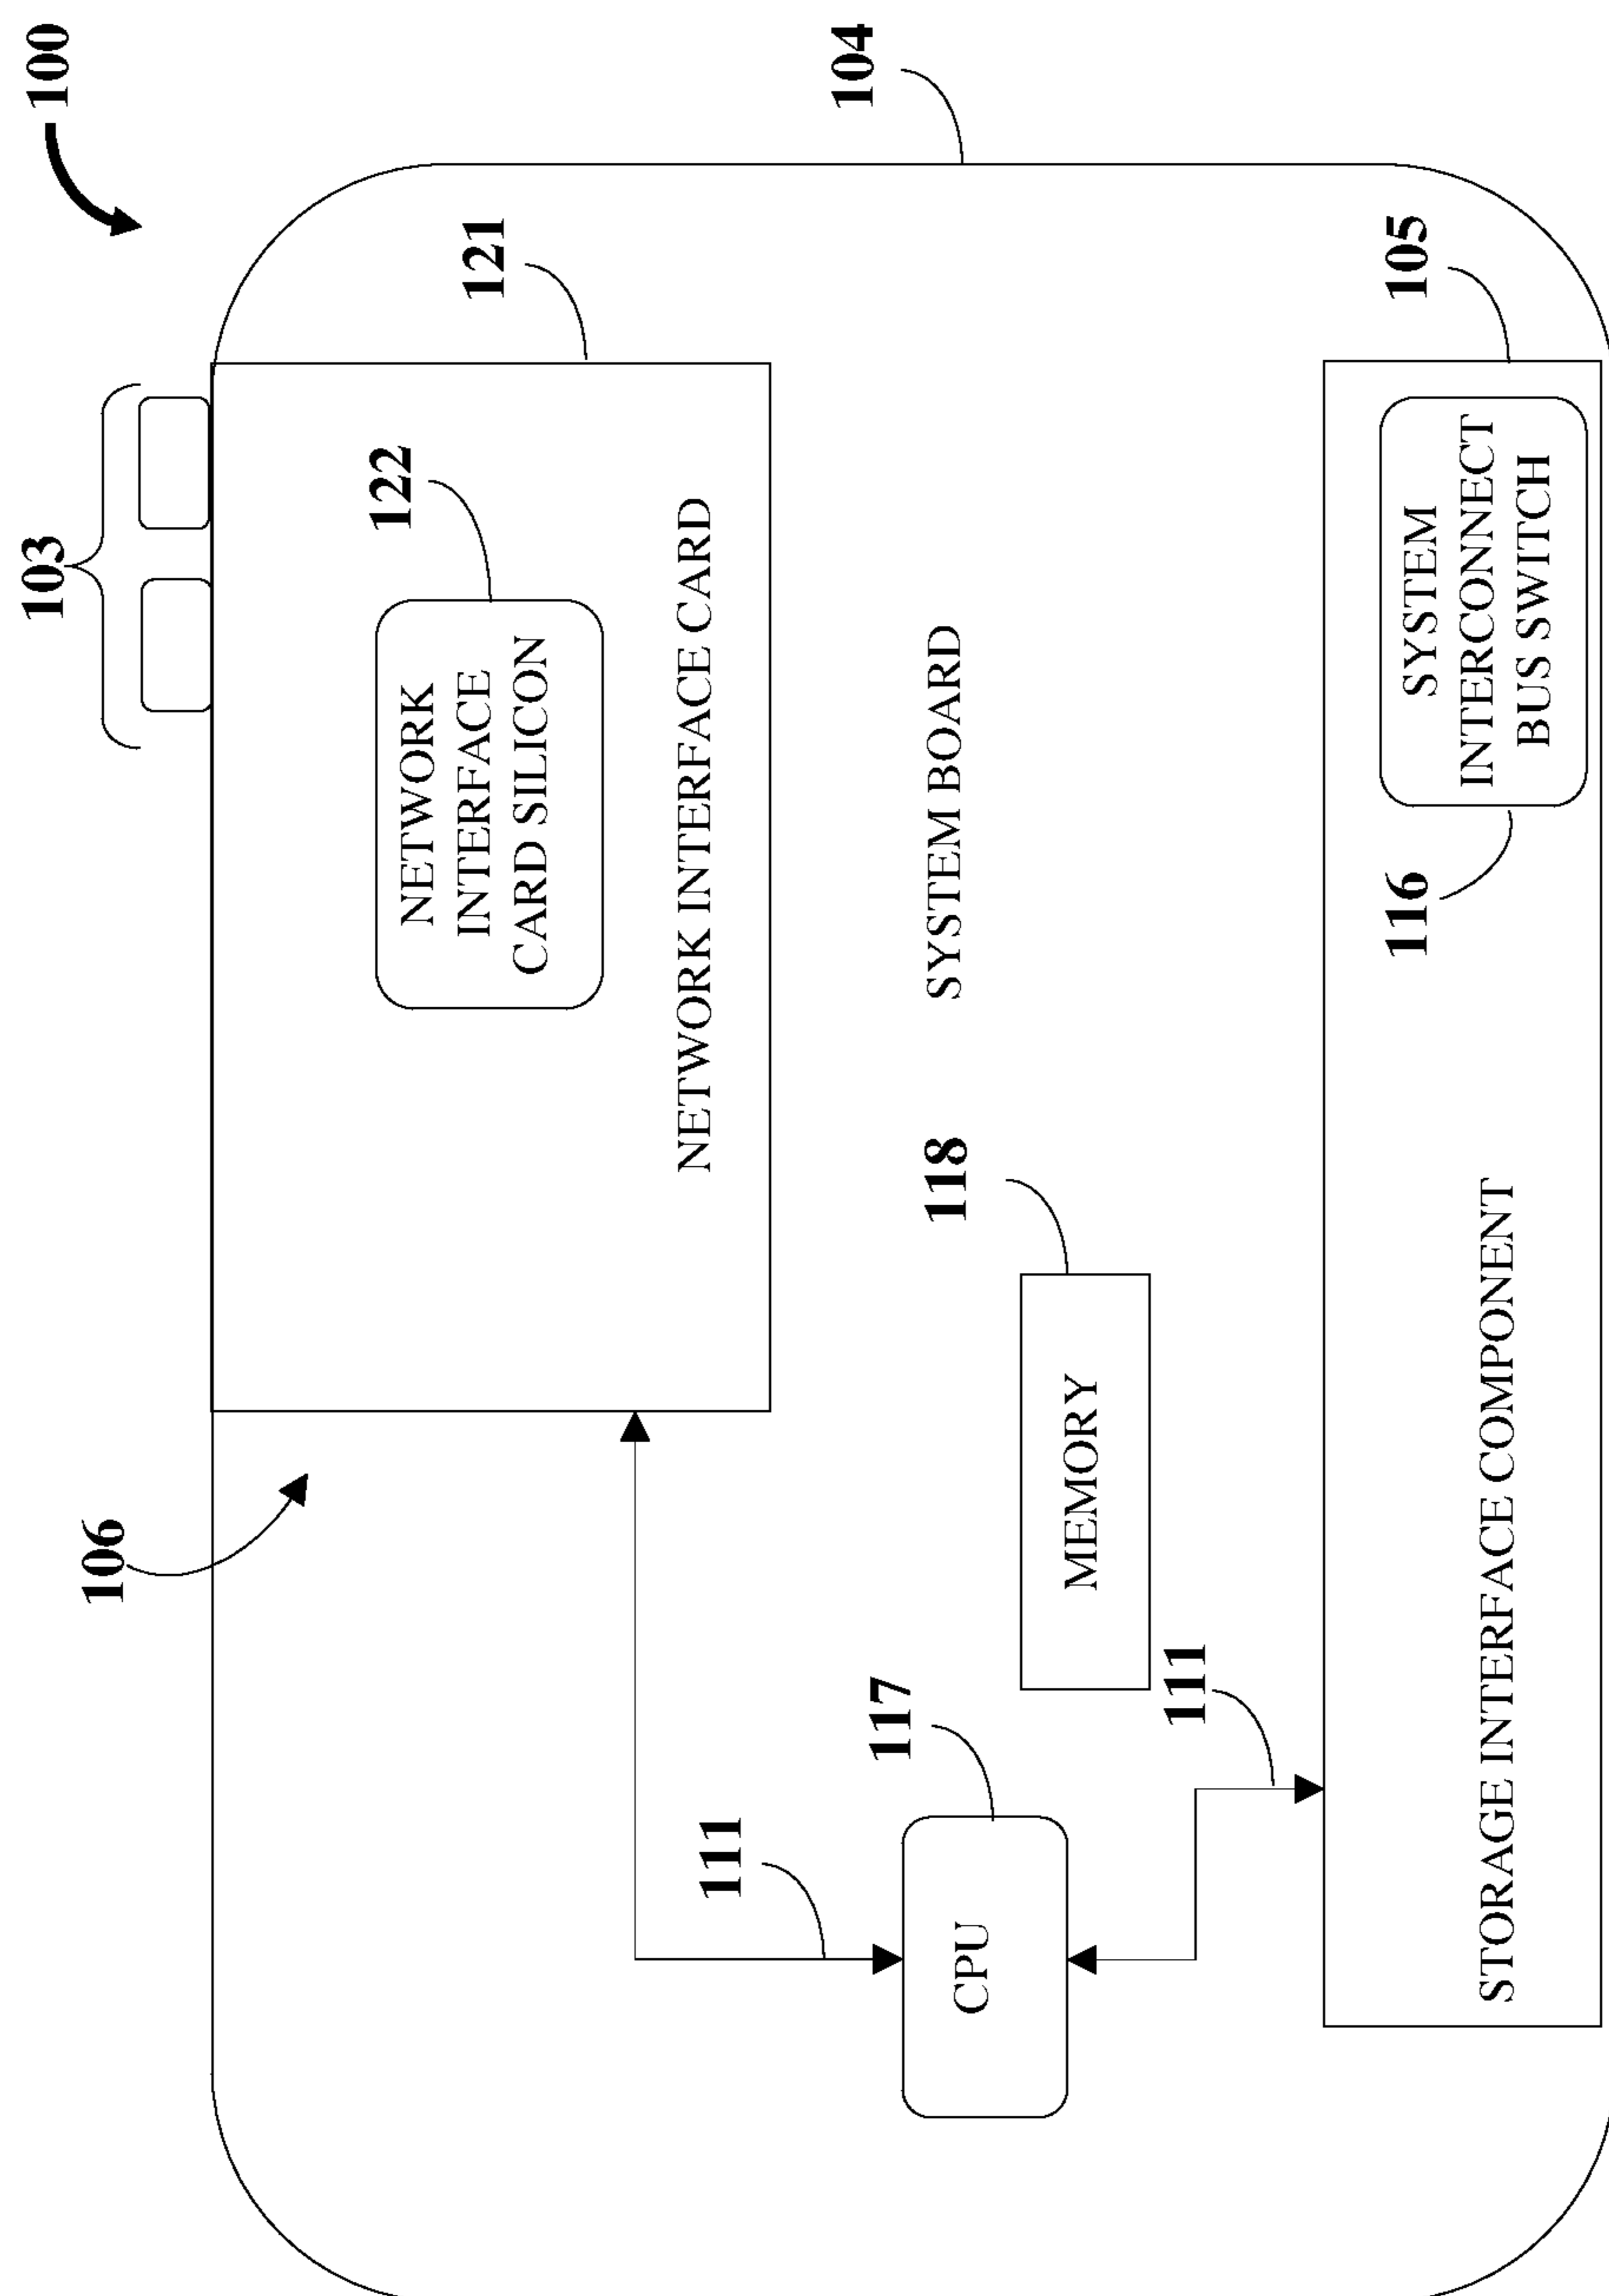 100
103
106
104
121
122
NETWORK
INTERFACE
CARD SILICON
NETWORK INTERFACE CARD
SYSTEM BOARD
118
MEMORY
111
117
CPU
111
105
SYSTEM
INTERCONNECT
BUS SWITCH
116
STORAGE INTERFACE COMPONENT